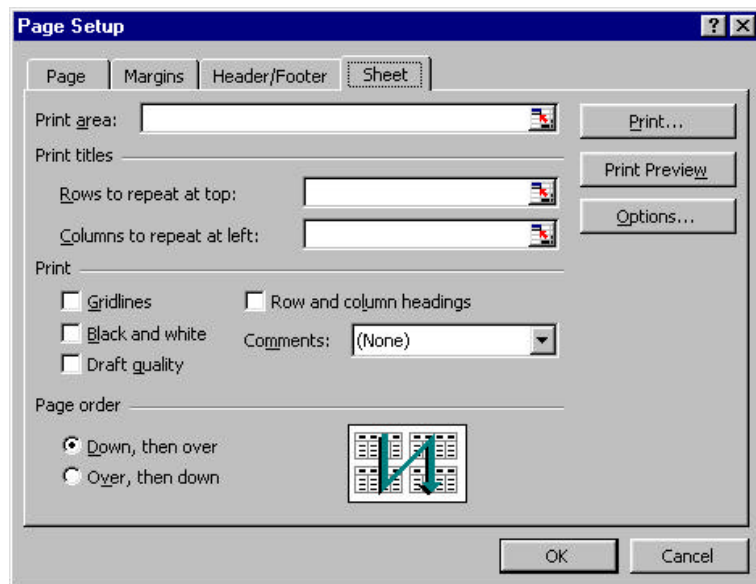 Page Setup
Page Margins Header/Footer Sheet
Print area:
Print...
Print titles
Print Preview
Rows to repeat at top:
Options...
Columns to repeat at left:
Print
Gridlines Row and column headings
Black and white Comments: (None)
Draft quality
Page order
Down, then over
Over, then down
OK Cancel